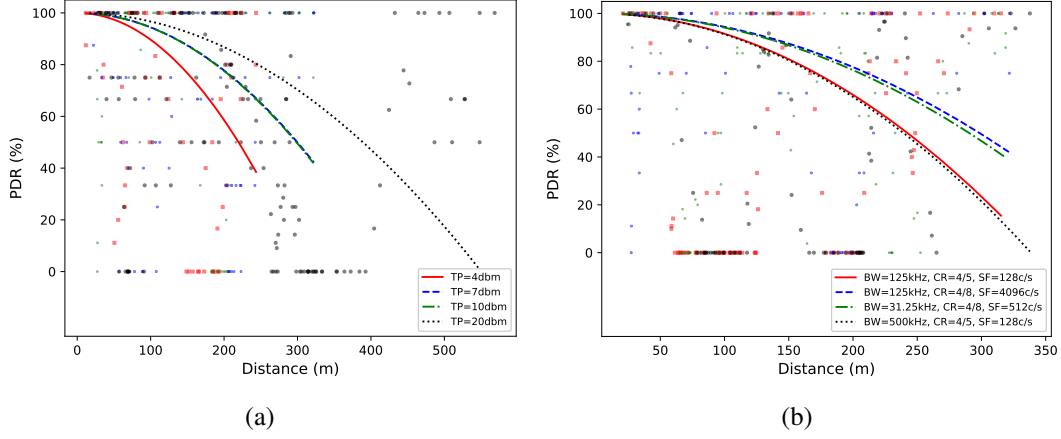 100
80
60
40
20
0
PDR (%)
0 100 200 300 400 500
Distance (m)
TP=4dbm
TP=7dbm
TP=10dbm
TP=20dbm
(a)
100
80
60
40
20
0
PDR (%)
50 100 150 200 250 300 350
Distance (m)
BW=125kHz, CR=4/5, SF=128c/s
BW=125kHz, CR=4/8, SF=4096c/s
BW=31.25kHz, CR=4/8, SF=512c/s
BW=500kHz, CR=4/5, SF=128c/s
(b)